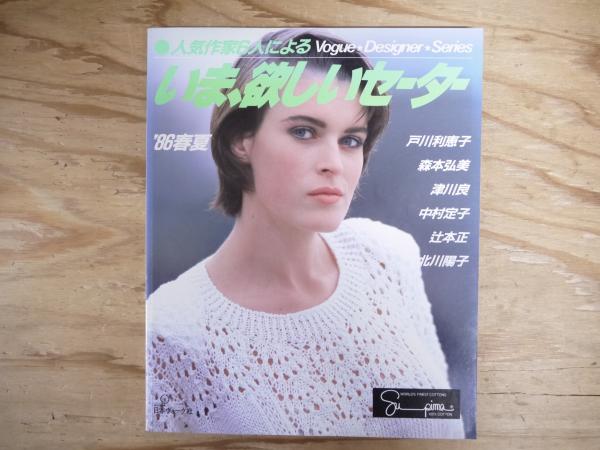 ●人気作家6人による Vogue★Designer★Series
いま、欲しいセーター
'86春夏
戸川利恵子
森本弘美
津川良
中村定子
辻本正
北川陽子
日本ヴォーグ社
WORLD'S FINEST COTTONS
Supima
100% COTTON